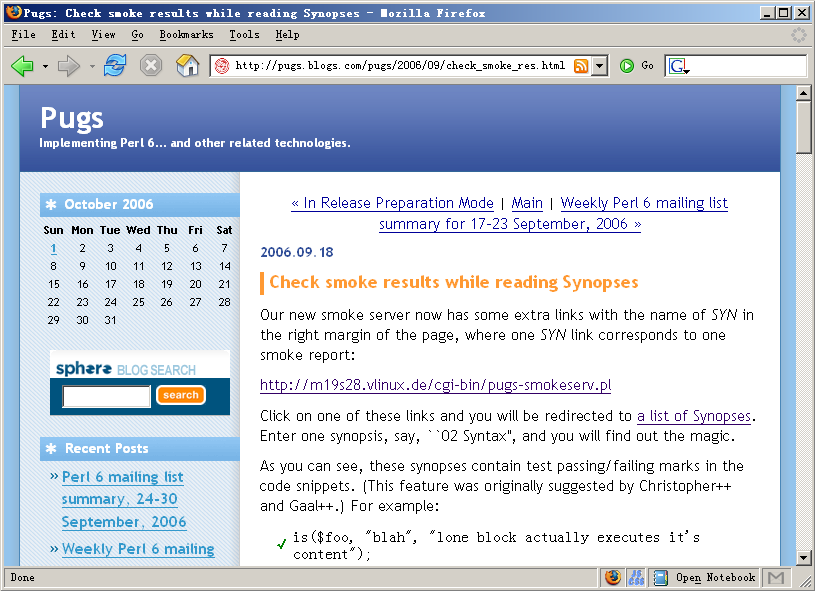 Pugs: Check smoke results while reading Synopses - Mozilla Firefox
File Edit View Go Bookmarks Tools Help
http://pugs.blogs.com/pugs/2006/09/check_smoke_res.html Go G
Pugs
Implementing Perl 6... and other related technologies.
October 2006
Sun Mon Tue Wed Thu Fri Sat
1 2 3 4 5 6 7
8 9 10 11 12 13 14
15 16 17 18 19 20 21
22 23 24 25 26 27 28
29 30 31
sphere BLOG SEARCH
search
Recent Posts
» Perl 6 mailing list
summary, 24-30
September, 2006
» Weekly Perl 6 mailing
« In Release Preparation Mode | Main | Weekly Perl 6 mailing list
summary for 17-23 September, 2006 »
2006.09.18
Check smoke results while reading Synopses
Our new smoke server now has some extra links with the name of SYN in
the right margin of the page, where one SYN link corresponds to one
smoke report:
http://m19s28.vlinux.de/cgi-bin/pugs-smokeserv.pl
Click on one of these links and you will be redirected to a list of Synopses.
Enter one synopsis, say, ``02 Syntax", and you will find out the magic.
As you can see, these synopses contain test passing/failing marks in the
code snippets. (This feature was originally suggested by Christopher++
and Gaal++.) For example:
is($foo, "blah", "lone block actually executes it's
content");
Done JS CSS Open Notebook